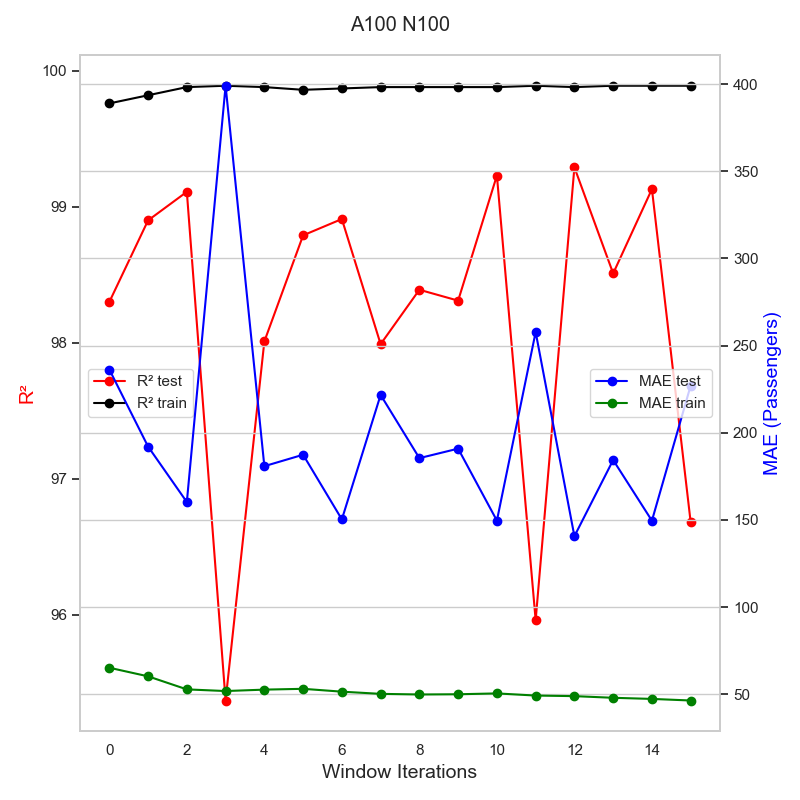 A100 N100
100
99
98
97
96
R²
R² test
R² train
MAE test
MAE train
400
350
300
250
200
150
100
50
MAE (Passengers)
0 2 4 6 8 10 12 14
Window Iterations